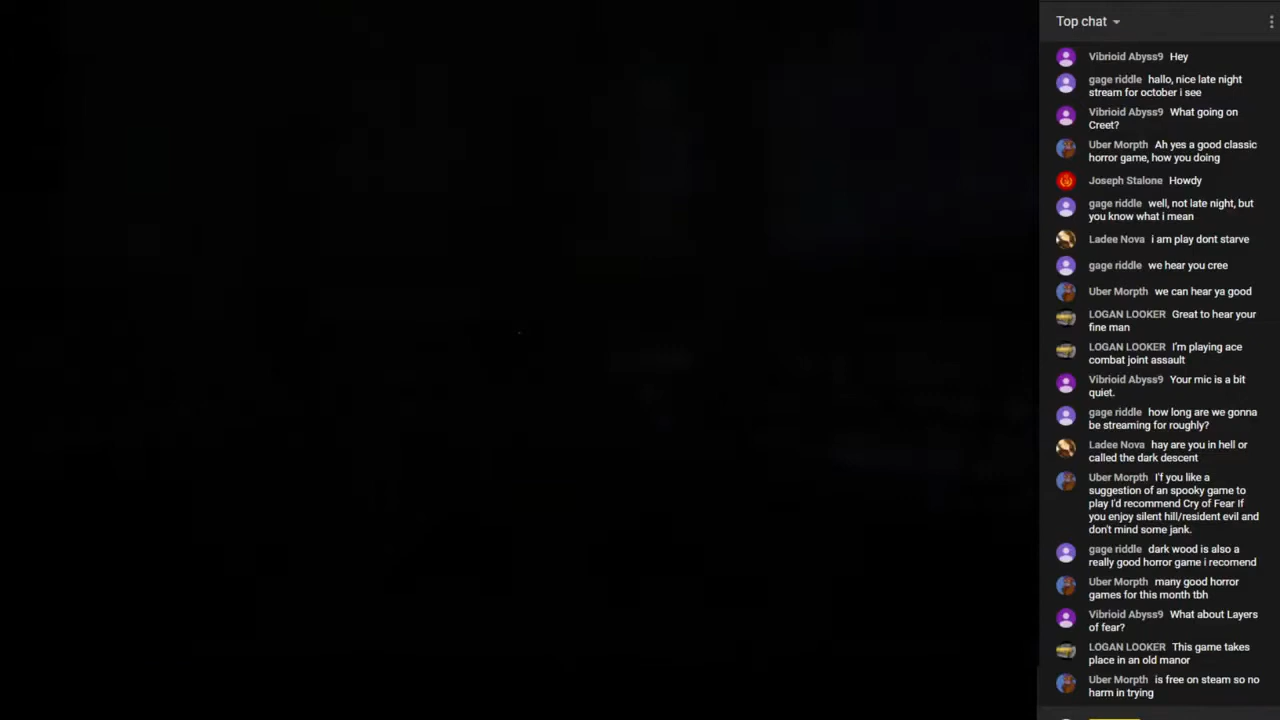 Top chat
Vibrioid Abyss9 Hey
gage riddle hallo, nice late night
stream for october i see
Vibrioid Abyss9 What going on
Creet?
Uber Morpth Ah yes a good classic
horror game, how you doing
Joseph Stalone Howdy
gage riddle well, not late night, but
you know what i mean
Ladee Nova i am play dont starve
gage riddle we hear you cree
Uber Morpth we can hear ya good
LOGAN LOOKER Great to hear your
fine man
LOGAN LOOKER I'm playing ace
combat joint assault
Vibrioid Abyss9 Your mic is a bit
quiet.
gage riddle how long are we gonna
be streaming for roughly?
Ladee Nova hay are you in hell or
called the dark descent
Uber Morpth I'f you like a
suggestion of an spooky game to
play I'd recommend Cry of Fear If
you enjoy silent hill/resident evil and
don't mind some jank.
gage riddle dark wood is also a
really good horror game i recomend
Uber Morpth many good horror
games for this month tbh
Vibrioid Abyss9 What about Layers
of fear?
LOGAN LOOKER This game takes
place in an old manor
Uber Morpth is free on steam so no
harm in trying